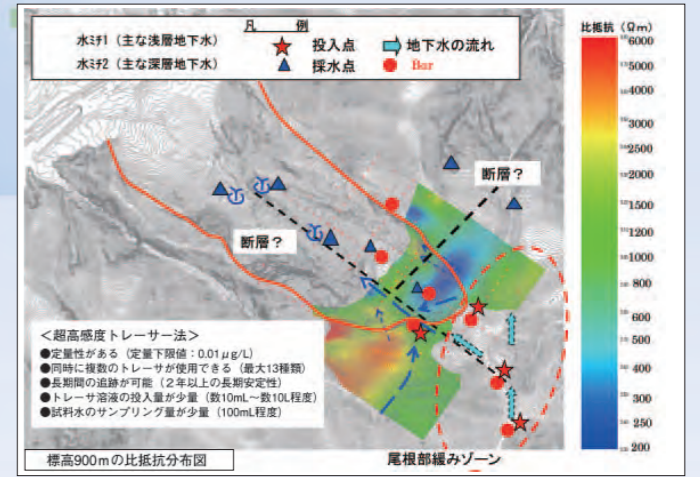 凡 例
水ﾐﾁ1（主な浅層地下水） 投入点 地下水の流れ
水ﾐﾁ2（主な深層地下水） 採水点 Bar
比抵抗（Ωm）
6000
5000
4000
3000
2000
1000
800
600
400
300
250
200
断層？
断層？
＜超高感度トレーサー法＞
●定量性がある（定量下限値：0.01μg/L）
●同時に複数のトレーサが使用できる（最大13種類）
●長期間の追跡が可能（２年以上の長期安定性）
●トレーサ溶液の投入量が少量（数10mL～数10L程度）
●試料水のサンプリング量が少量（100mL程度）
標高900ｍの比抵抗分布図
尾根部緩みゾーン